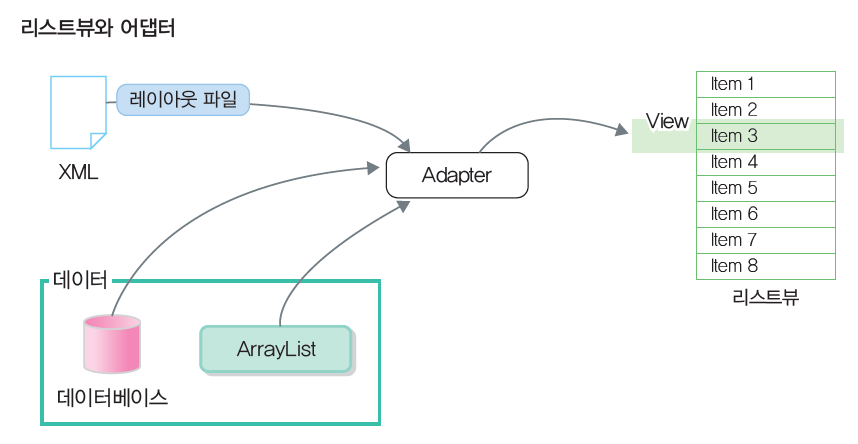 리스트뷰와 어댑터
레이아웃 파일
XML
Adapter
View
Item 1
Item 2
Item 3
Item 4
Item 5
Item 6
Item 7
Item 8
리스트뷰
데이터
ArrayList
데이터베이스